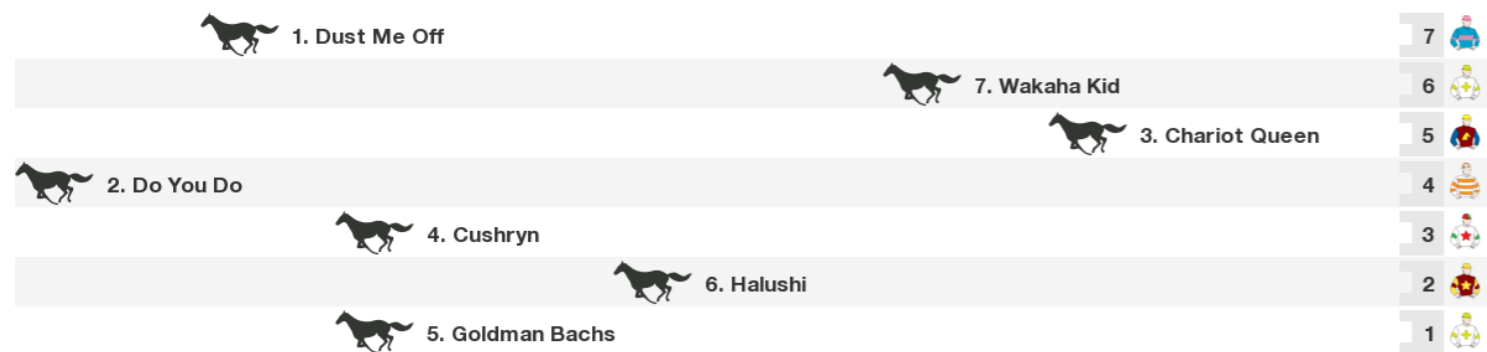 1. Dust Me Off 7
7. Wakaha Kid 6
3. Chariot Queen 5
2. Do You Do 4
4. Cushryn 3
6. Halushi 2
5. Goldman Bachs 1